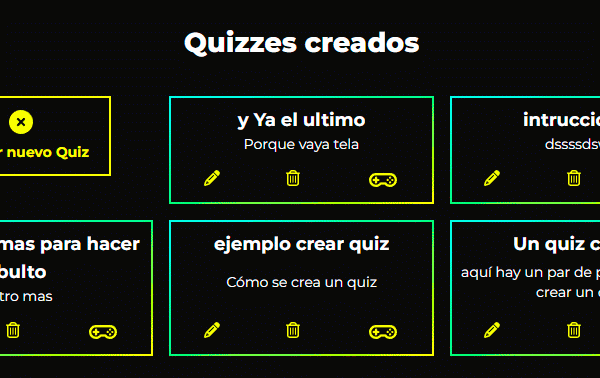 Quizzes creados
r nuevo Quiz
y Ya el ultimo
Porque vaya tela
intruccio
dssssdsv
mas para hacer
bulto
tro mas
ejemplo crear quiz
Cómo se crea un quiz
Un quiz c
aquí hay un par de p
crear un